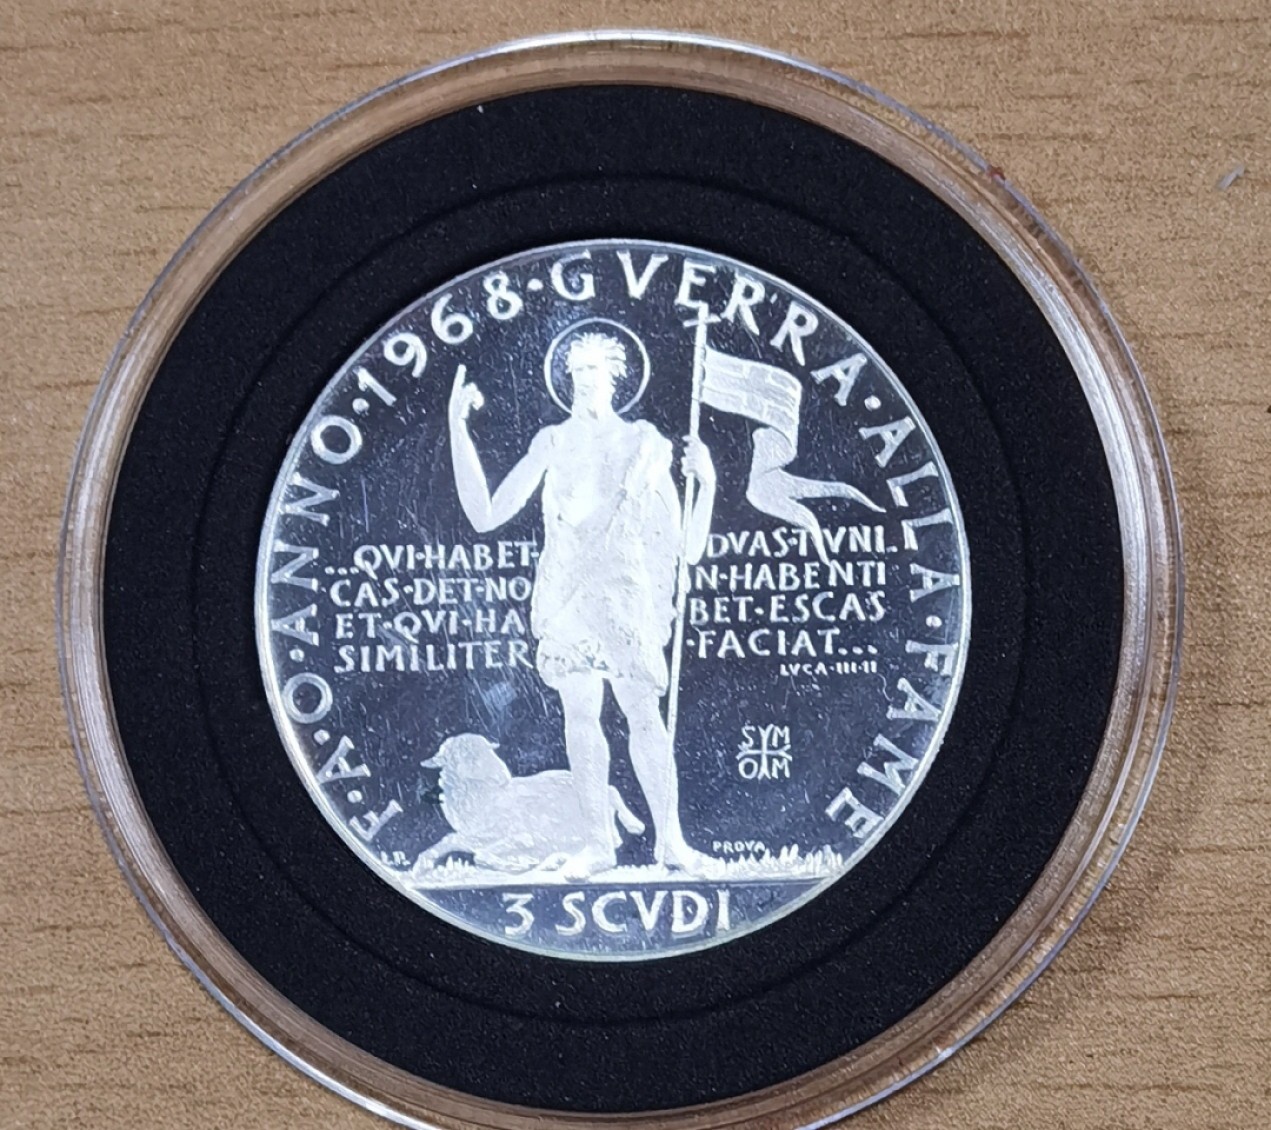 F·A·O·ANNO·1968·GVERRA·ALLA·FAME
...QVI·HABET· DVAS·TVNI
CAS·DET·NO N·HABENTI
ET·QVI·HA BET·ESCAS
SIMILITER ·FACIAT...
LVCA·III·11
SYM
OM
PROVA
3 SCVDI